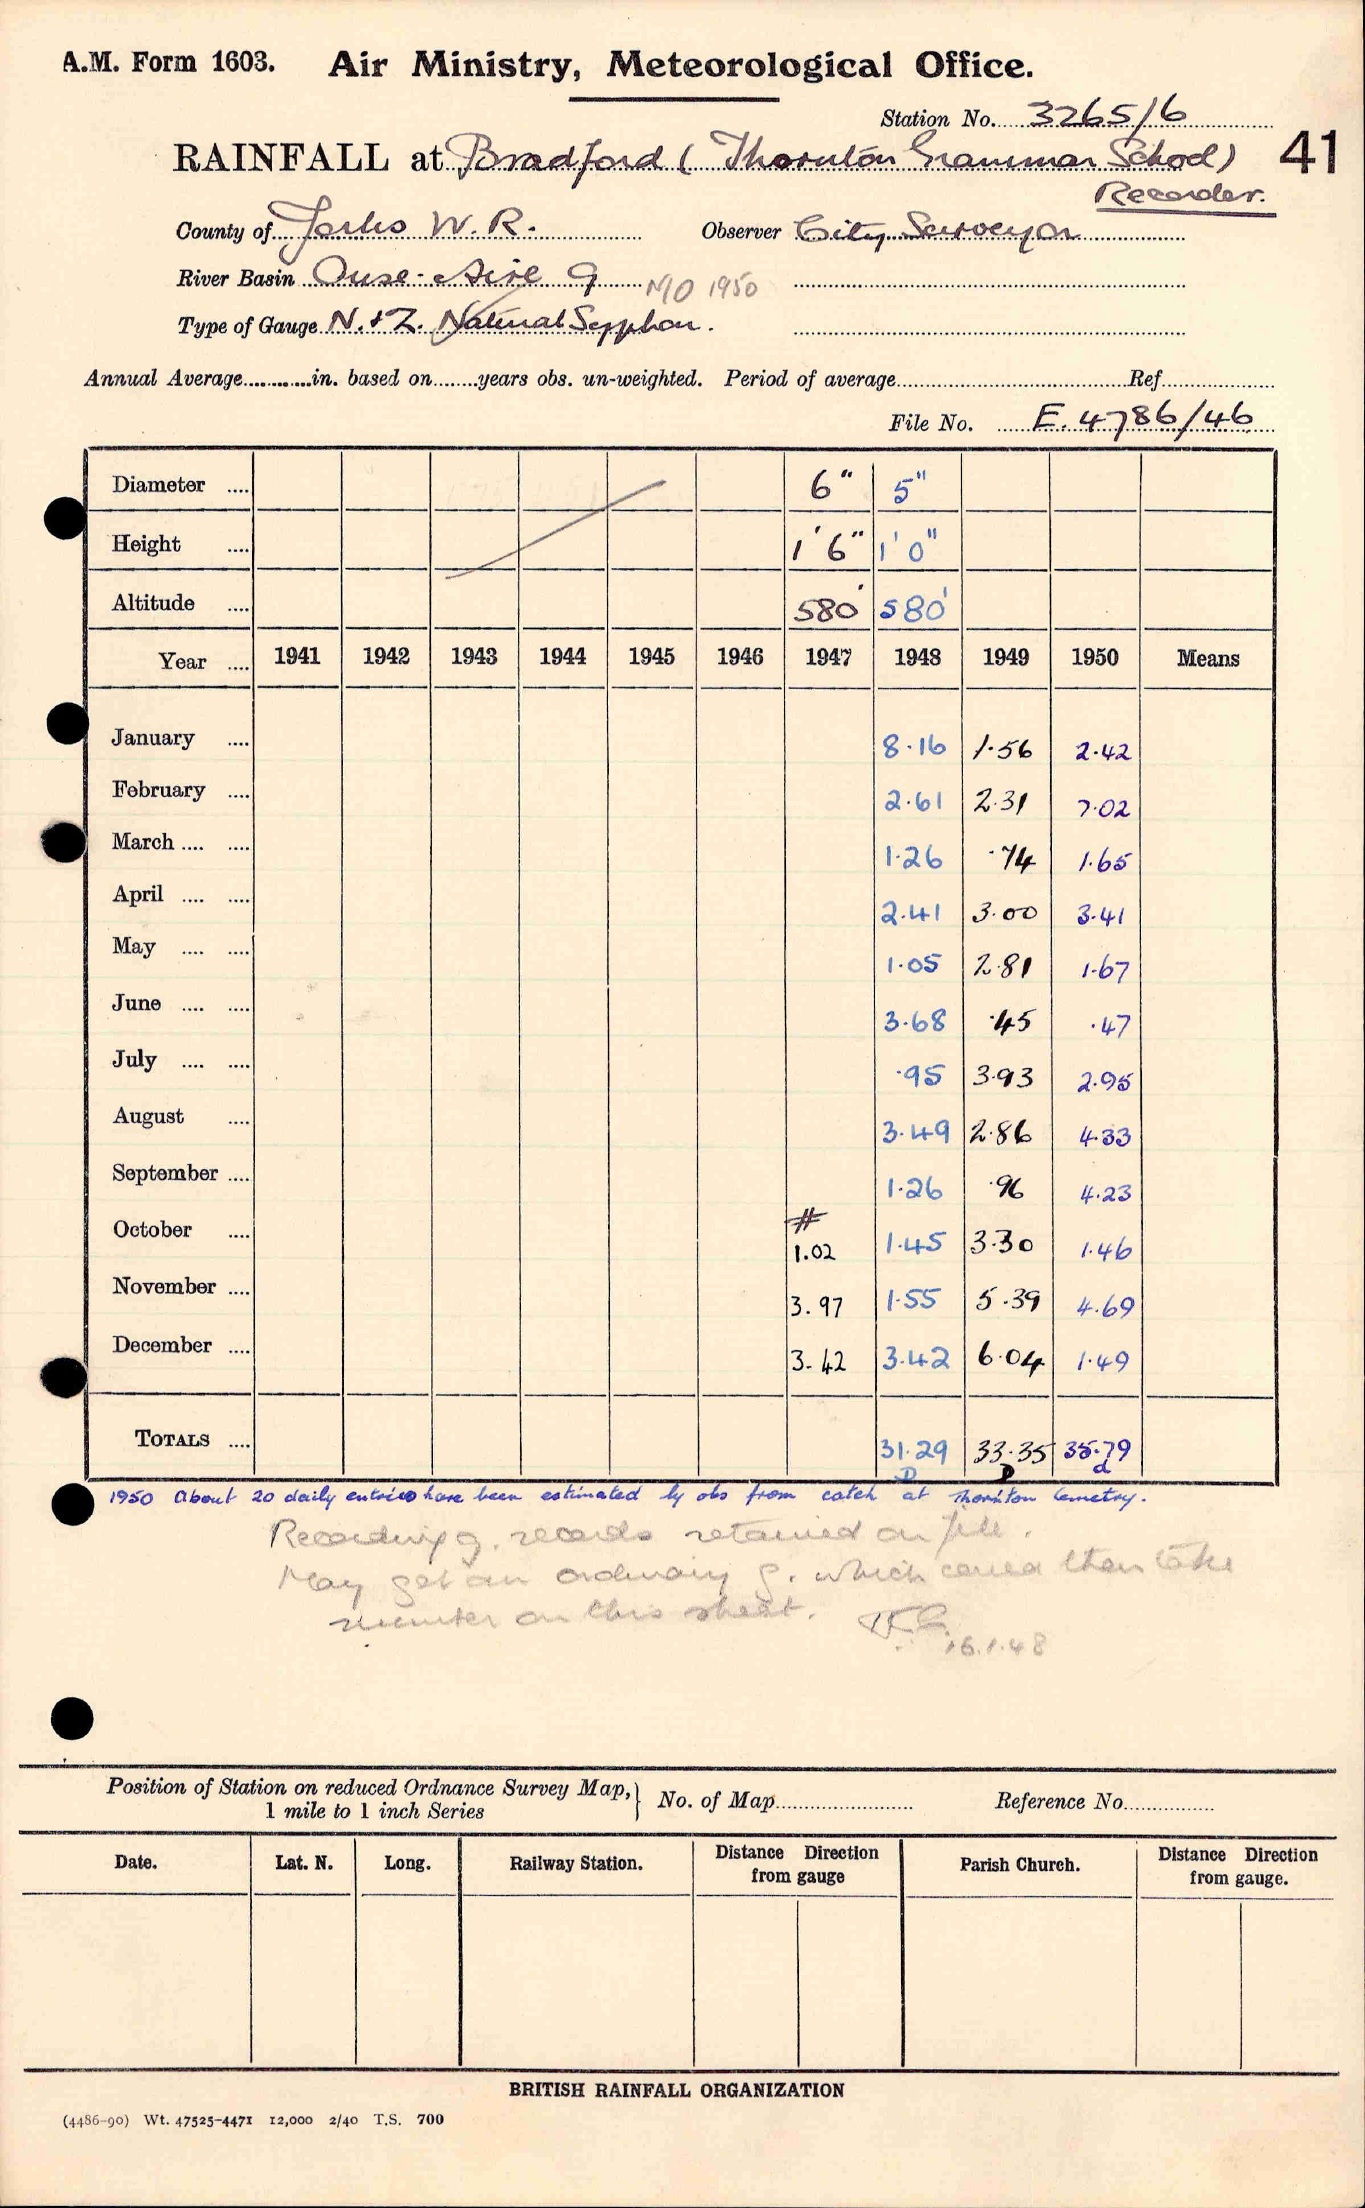 A.M. Form 1603. Air Ministry, Meteorological Office.
Station No. 3265/6
RAINFALL at Bradford (Thornton Grammar School) 41
Recorder.
County of Yorks W.R. Observer City Surveyor
River Basin Ouse-Aire 9 MO 1950
Type of Gauge N.&Z. Natural Sypphon.
Annual Average............in. based on........years obs. un-weighted. Period of average........ Ref........
File No. E.4786/46
Diameter .... 6" 5"
Height .... 1' 6" 1' 0"
Altitude .... 580' 580'
Year .... 1941 1942 1943 1944 1945 1946 1947 1948 1949 1950 Means
January .... 8.16 1.56 2.42
February .... 2.61 2.31 7.02
March .... .... 1.26 .74 1.65
April .... .... 2.41 3.00 3.41
May .... .... 1.05 2.81 1.67
June .... .... 3.68 .45 .47
July .... .... .95 3.93 2.95
August .... 3.49 2.86 4.33
September .... 1.26 .96 4.23
#
October .... 1.02 1.45 3.30 1.46
November .... 3.97 1.55 5.39 4.69
December .... 3.42 3.42 6.04 1.49
TOTALS .... 31.29 33.35 35.79
D D d
1950 About 20 daily entries have been estimated by obs from catch at Thornton Cemetry.
Recording g. records retained on file.
May get an ordinary g. which could then take
number on this sheet.
16.1.48
Position of Station on reduced Ordnance Survey Map,} No. of Map........ Reference No........
1 mile to 1 inch Series
Date. Lat. N. Long. Railway Station. Distance Direction Parish Church. Distance Direction
from gauge from gauge.
BRITISH RAINFALL ORGANIZATION
(4486-90) Wt. 47525-4471 12,000 2/40 T.S. 700